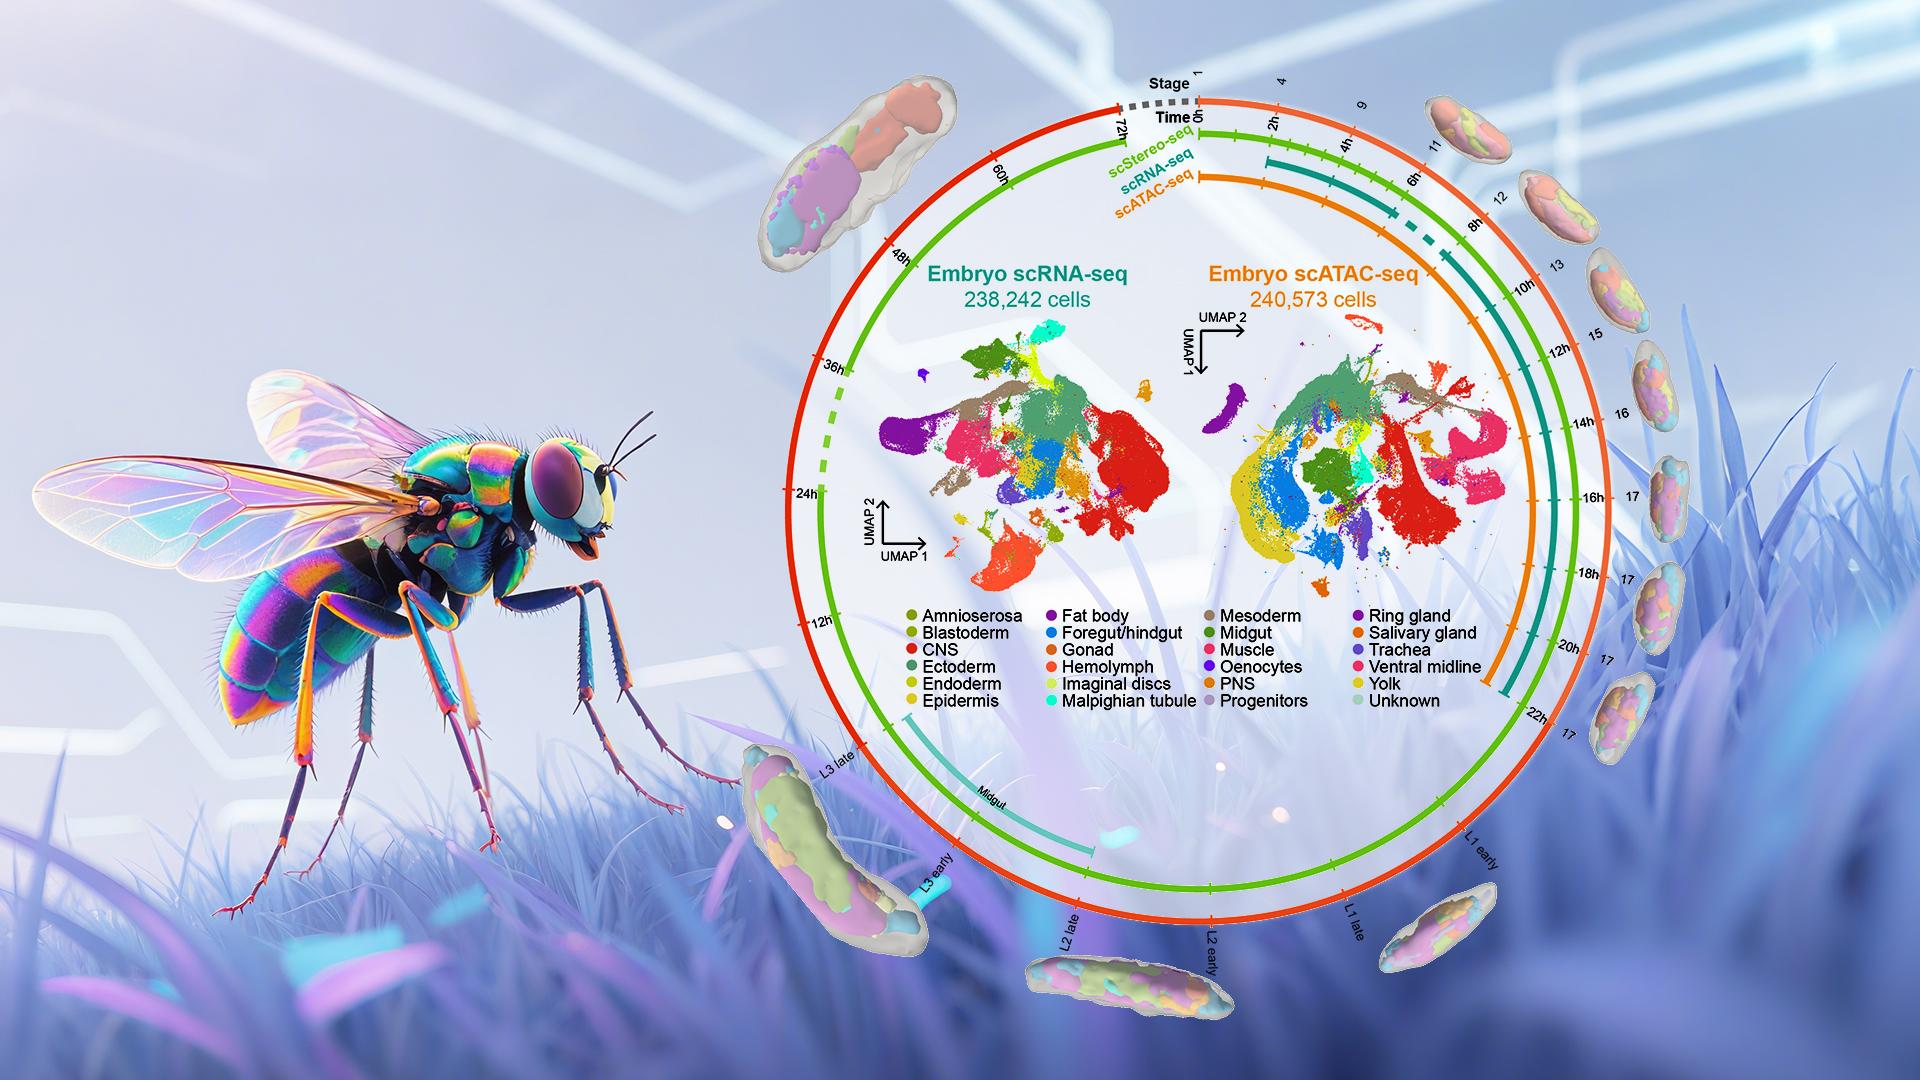 Stage
1
4
9
11
12
13
15
16
17
17
17
17
Time
0h
2h
4h
6h
8h
10h
12h
14h
16h
18h
20h
22h
L1 early
L1 late
L2 early
L2 late
L3 early
L3 late
12h
24h
36h
48h
60h
72h
scStereo-seq
scRNA-seq
scATAC-seq
Embryo scRNA-seq
238,242 cells
UMAP 2
UMAP 1
Embryo scATAC-seq
240,573 cells
UMAP 2
UMAP 1
Amnioserosa
Blastoderm
CNS
Ectoderm
Endoderm
Epidermis
Fat body
Foregut/hindgut
Gonad
Hemolymph
Imaginal discs
Malpighian tubule
Mesoderm
Midgut
Muscle
Oenocytes
PNS
Progenitors
Ring gland
Salivary gland
Trachea
Ventral midline
Yolk
Unknown
Midgut